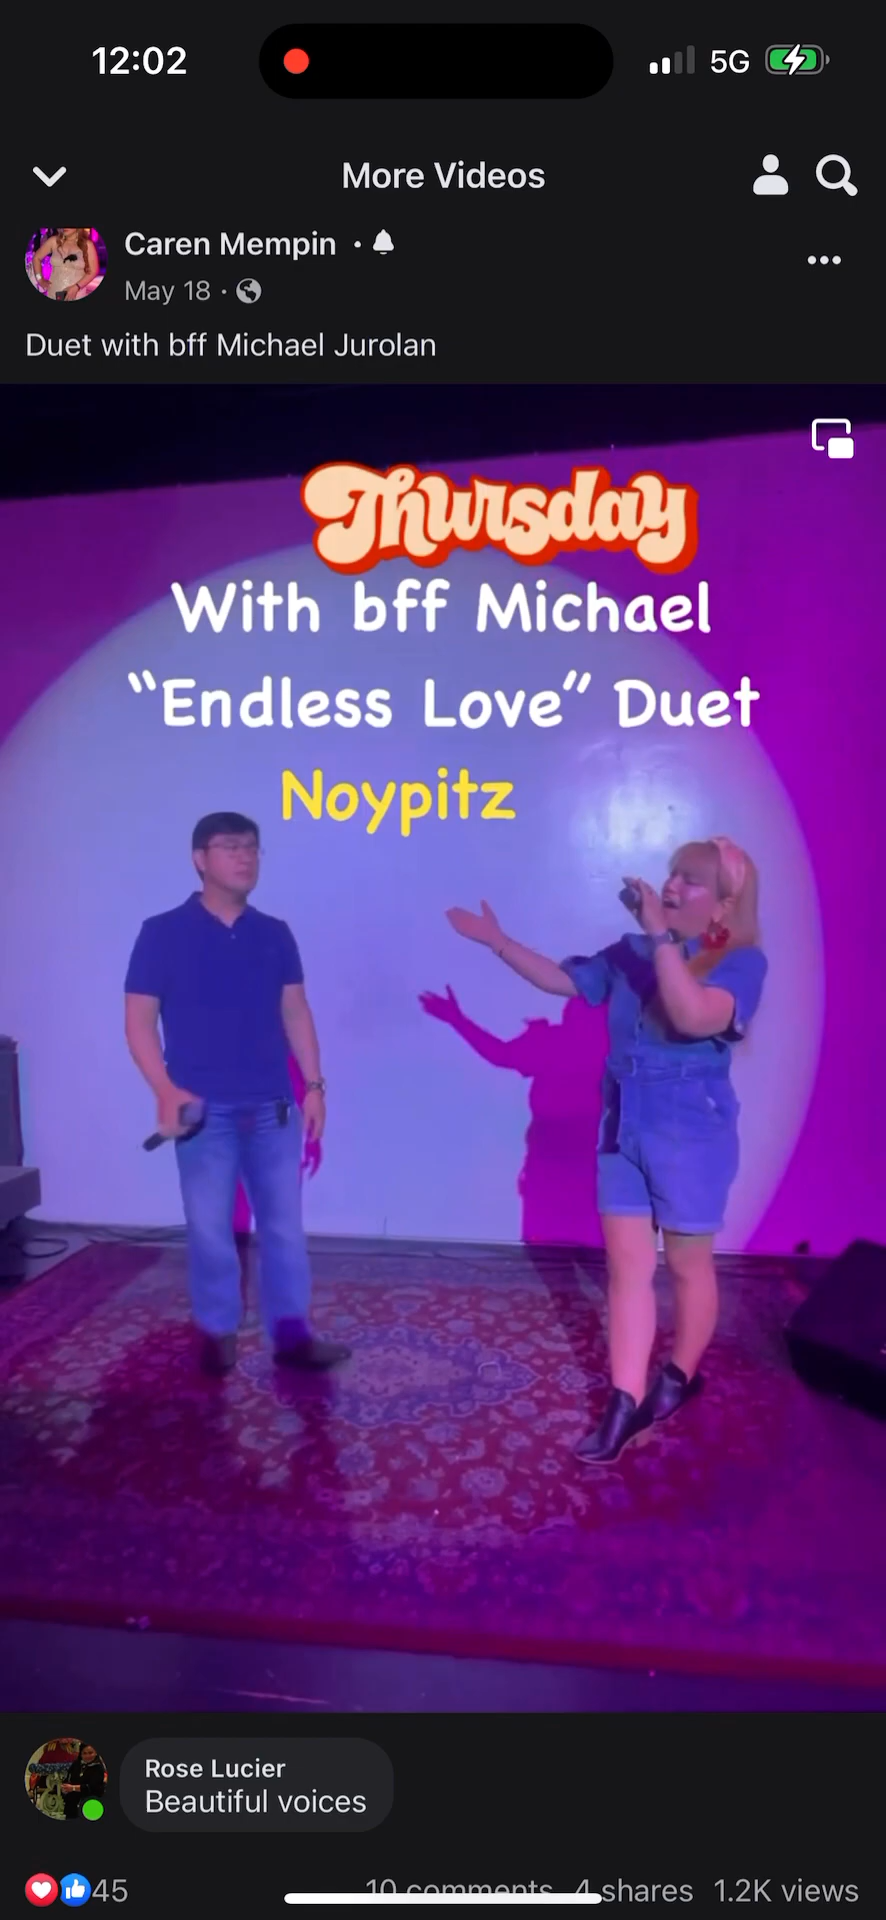 12:02
5G
More Videos
Caren Mempin ·
May 18 ·
Duet with bff Michael Jurolan
Thursday
With bff Michael
“Endless Love” Duet
Noypitz
Rose Lucier
Beautiful voices
45 10 comments 4 shares 1.2K views